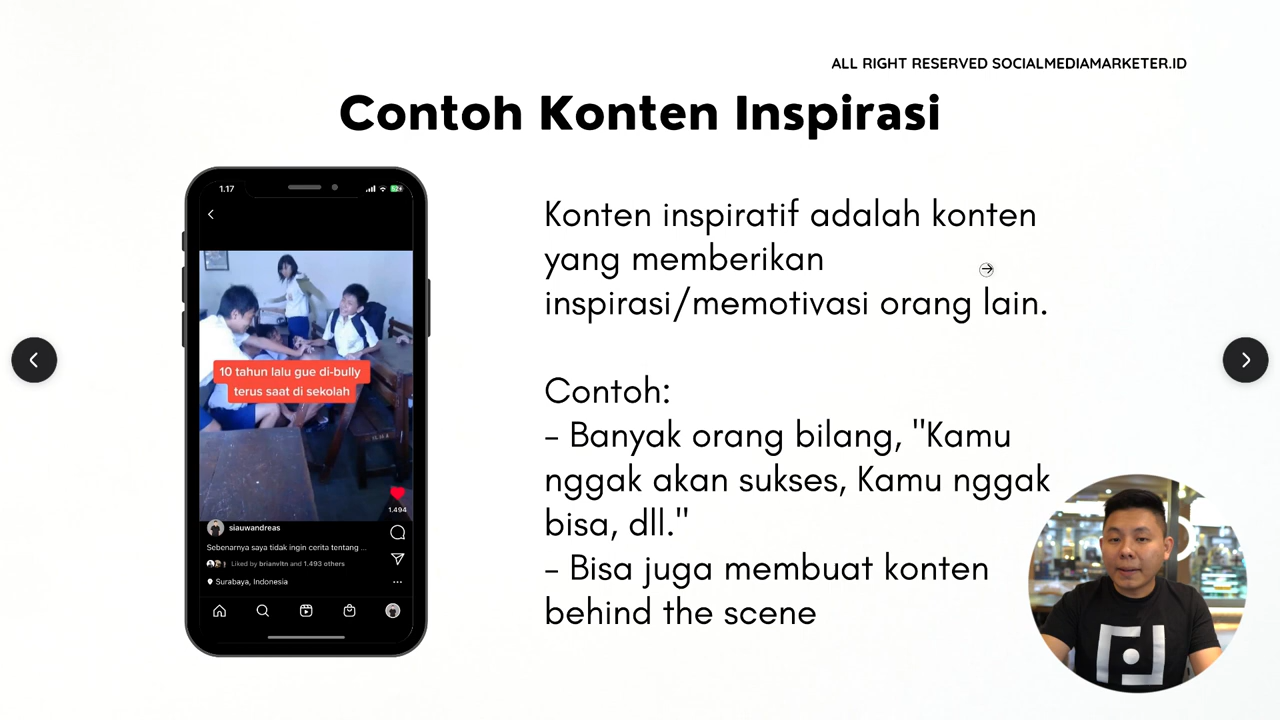 ALL RIGHT RESERVED SOCIALMEDIAMARKETER.ID
Contoh Konten Inspirasi
1.17
10 tahun lalu gue di-bully
terus saat di sekolah
1.494
siauwandreas
Sebenarnya saya tidak ingin cerita tentang ...
Liked by brianvltn and 1.493 others
Surabaya, Indonesia
Konten inspiratif adalah konten
yang memberikan
inspirasi/memotivasi orang lain.
Contoh:
- Banyak orang bilang, "Kamu
nggak akan sukses, Kamu nggak
bisa, dll."
- Bisa juga membuat konten
behind the scene